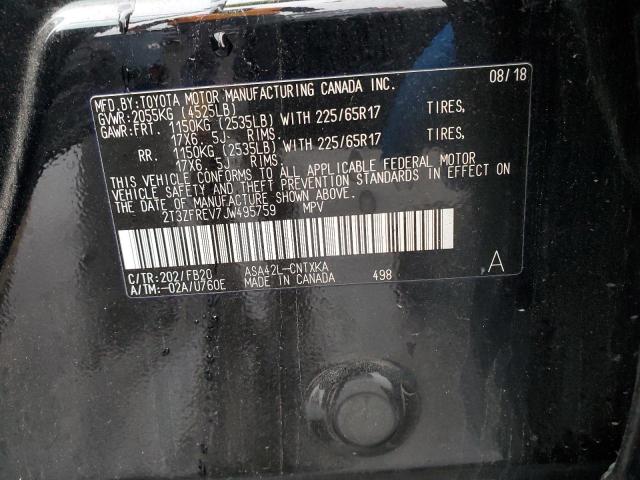 MFD.BY:TOYOTA MOTOR MANUFACTURING CANADA INC. 08/18
GVWR:2055KG (4525LB)
GAWR:FRT. 1150KG (2535LB) WITH 225/65R17 TIRES,
17X6.5J RIMS.
RR. 1150KG (2535LB) WITH 225/65R17 TIRES,
17X6.5J RIMS.
THIS VEHICLE CONFORMS TO ALL APPLICABLE FEDERAL MOTOR
VEHICLE SAFETY AND THEFT PREVENTION STANDARDS IN EFFECT ON
THE DATE OF MANUFACTURE SHOWN ABOVE.
2T3ZFREV7JW495759 MPV
C/TR:202/FB20 ASA42L-CNTXKA A
A/TM:-02A/U760E MADE IN CANADA 498